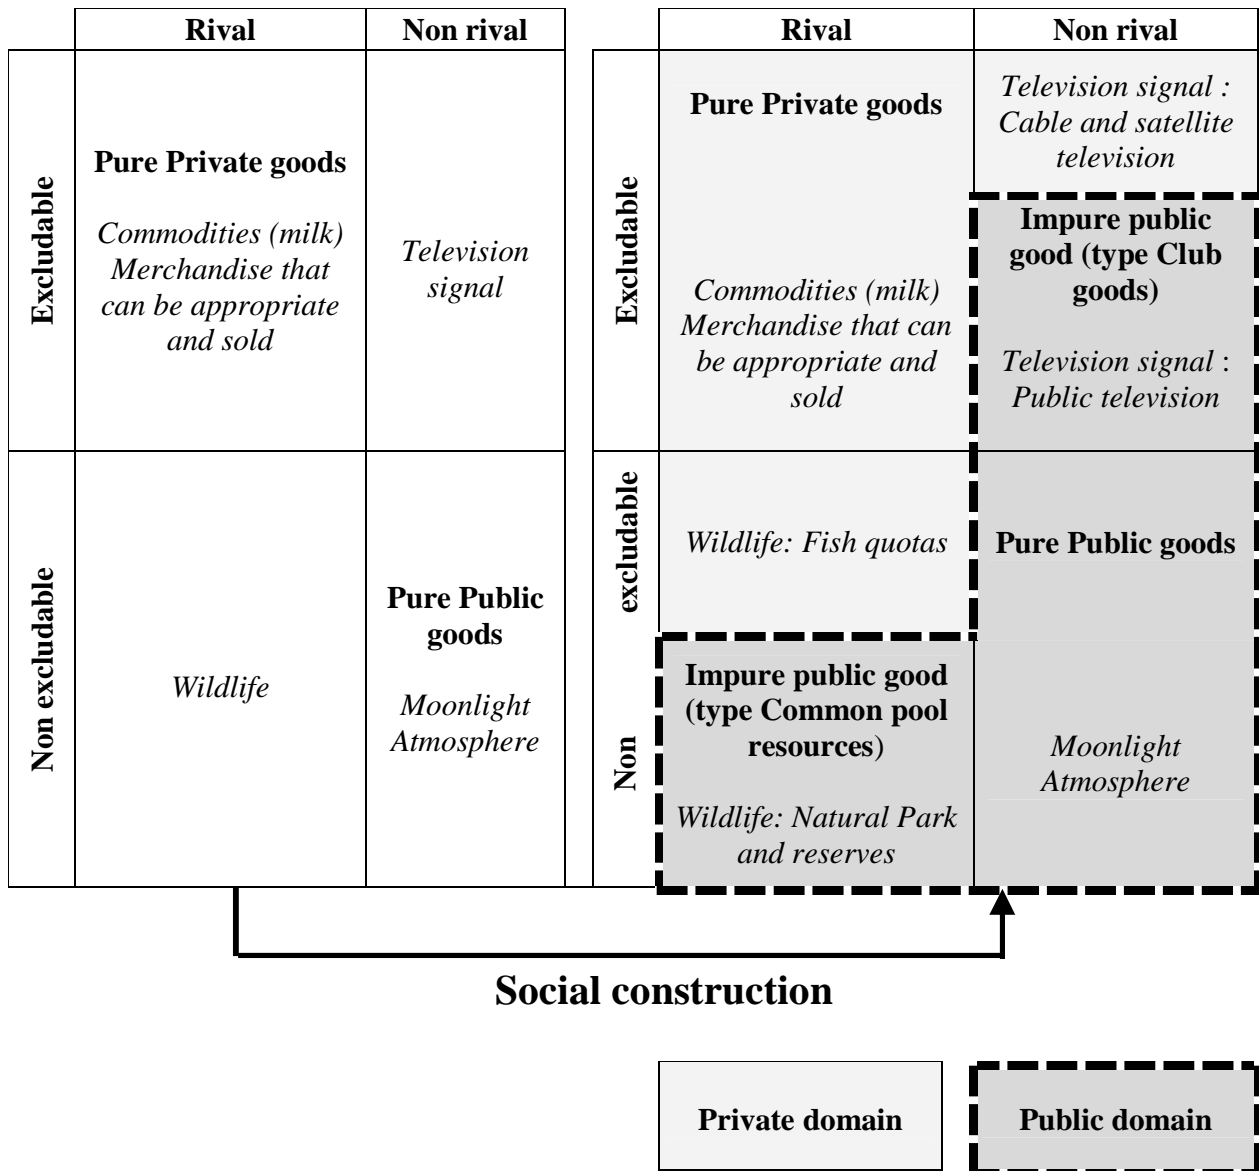 Rival
Non rival
Excludable
Pure Private goods
Commodities (milk)
Merchandise that
can be appropriate
and sold
Television
signal
Non excludable
Wildlife
Pure Public
goods
Moonlight
Atmosphere
Rival
Non rival
Excludable
Pure Private goods
Commodities (milk)
Merchandise that can
be appropriate and
sold
Television signal :
Cable and satellite
television
Impure public
good (type Club
goods)
Television signal :
Public television
Non excludable
Wildlife: Fish quotas
Impure public good
(type Common pool
resources)
Wildlife: Natural Park
and reserves
Pure Public goods
Moonlight
Atmosphere
Social construction
Private domain
Public domain